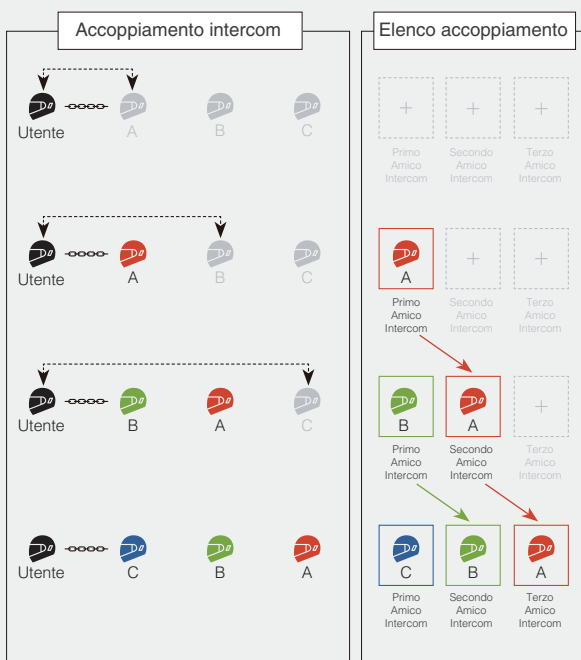 Accoppiamento intercom
Elenco accoppiamento
Utente
A
B
C
+
+
+
Primo
Amico
Intercom
Secondo
Amico
Intercom
Terzo
Amico
Intercom
Utente
A
B
C
A
+
+
Primo
Amico
Intercom
Secondo
Amico
Intercom
Terzo
Amico
Intercom
Utente
B
A
C
B
A
+
Primo
Amico
Intercom
Secondo
Amico
Intercom
Terzo
Amico
Intercom
Utente
C
B
A
C
B
A
Primo
Amico
Intercom
Secondo
Amico
Intercom
Terzo
Amico
Intercom